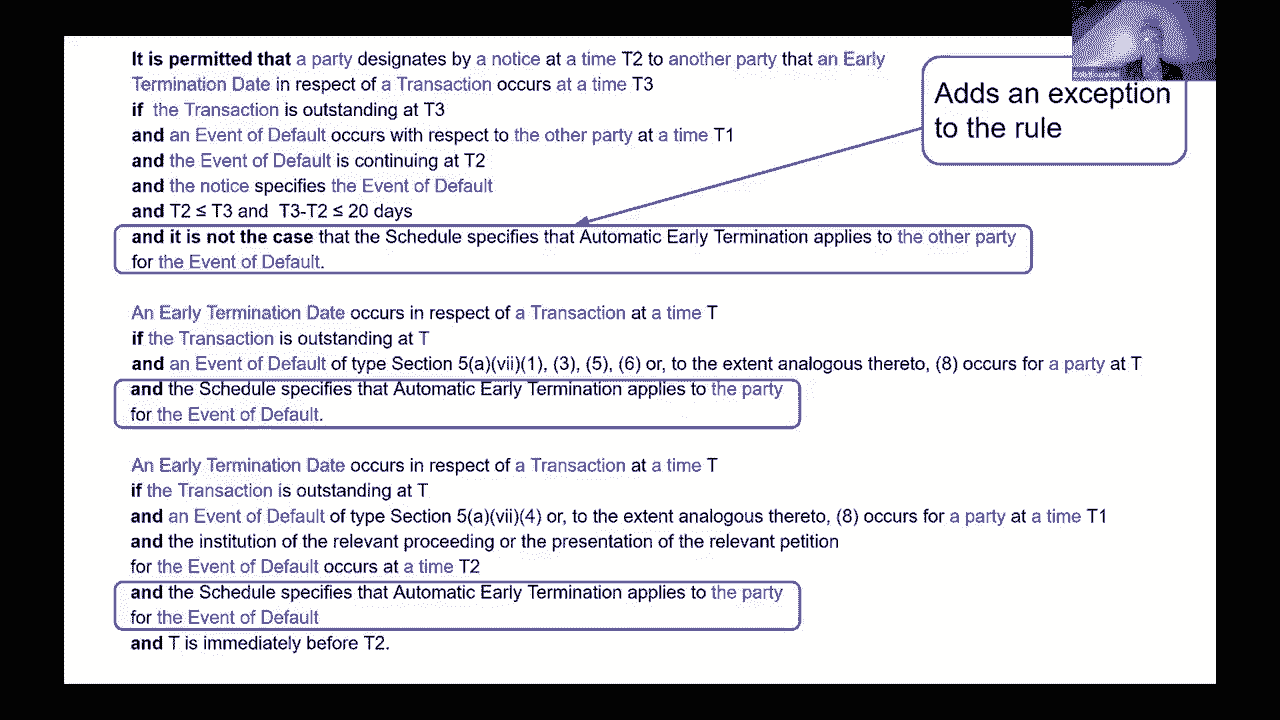 It is permitted that a party designates by a notice at a time T2 to another party that an Early
Termination Date in respect of a Transaction occurs at a time T3
if the Transaction is outstanding at T3
and an Event of Default occurs with respect to the other party at a time T1
and the Event of Default is continuing at T2
and the notice specifies the Event of Default
and T2 ≤ T3 and T3-T2 ≤ 20 days
and it is not the case that the Schedule specifies that Automatic Early Termination applies to the other party
for the Event of Default.
Adds an exception
to the rule
An Early Termination Date occurs in respect of a Transaction at a time T
if the Transaction is outstanding at T
and an Event of Default of type Section 5(a)(vii)(1), (3), (5), (6) or, to the extent analogous thereto, (8) occurs for a party at T
and the Schedule specifies that Automatic Early Termination applies to the party
for the Event of Default.
An Early Termination Date occurs in respect of a Transaction at a time T
if the Transaction is outstanding at T
and an Event of Default of type Section 5(a)(vii)(4) or, to the extent analogous thereto, (8) occurs for a party at a time T1
and the institution of the relevant proceeding or the presentation of the relevant petition
for the Event of Default occurs at a time T2
and the Schedule specifies that Automatic Early Termination applies to the party
for the Event of Default
and T is immediately before T2.